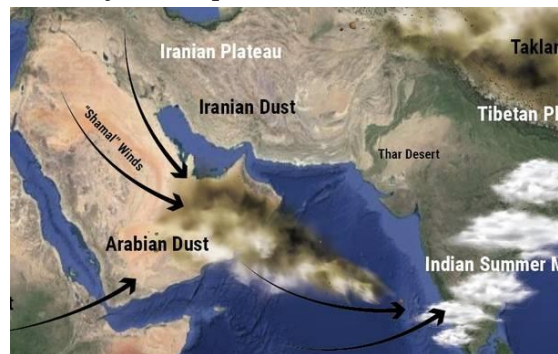 Iranian Plateau
Taklar
Iranian Dust
Tibetan Pl
"Shamal" Winds
Thar Desert
Arabian Dust
Indian Summer M